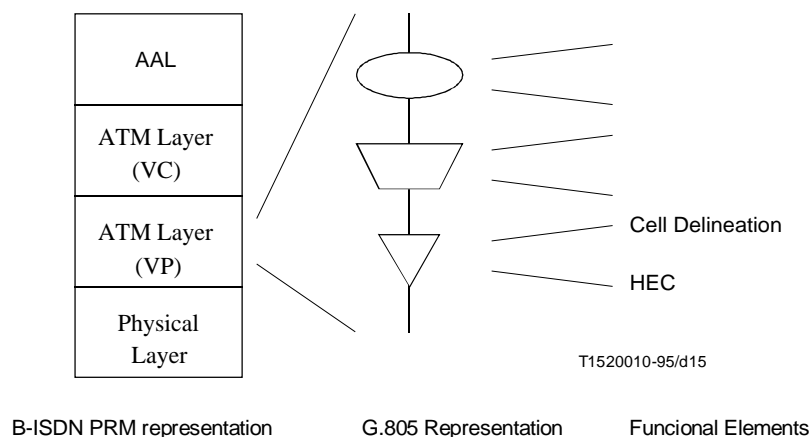 AAL
ATM Layer
(VC)
ATM Layer
(VP)
Physical
Layer
Cell Delineation
HEC
T1520010-95/d15
B-ISDN PRM representation
G.805 Representation
Funcional Elements